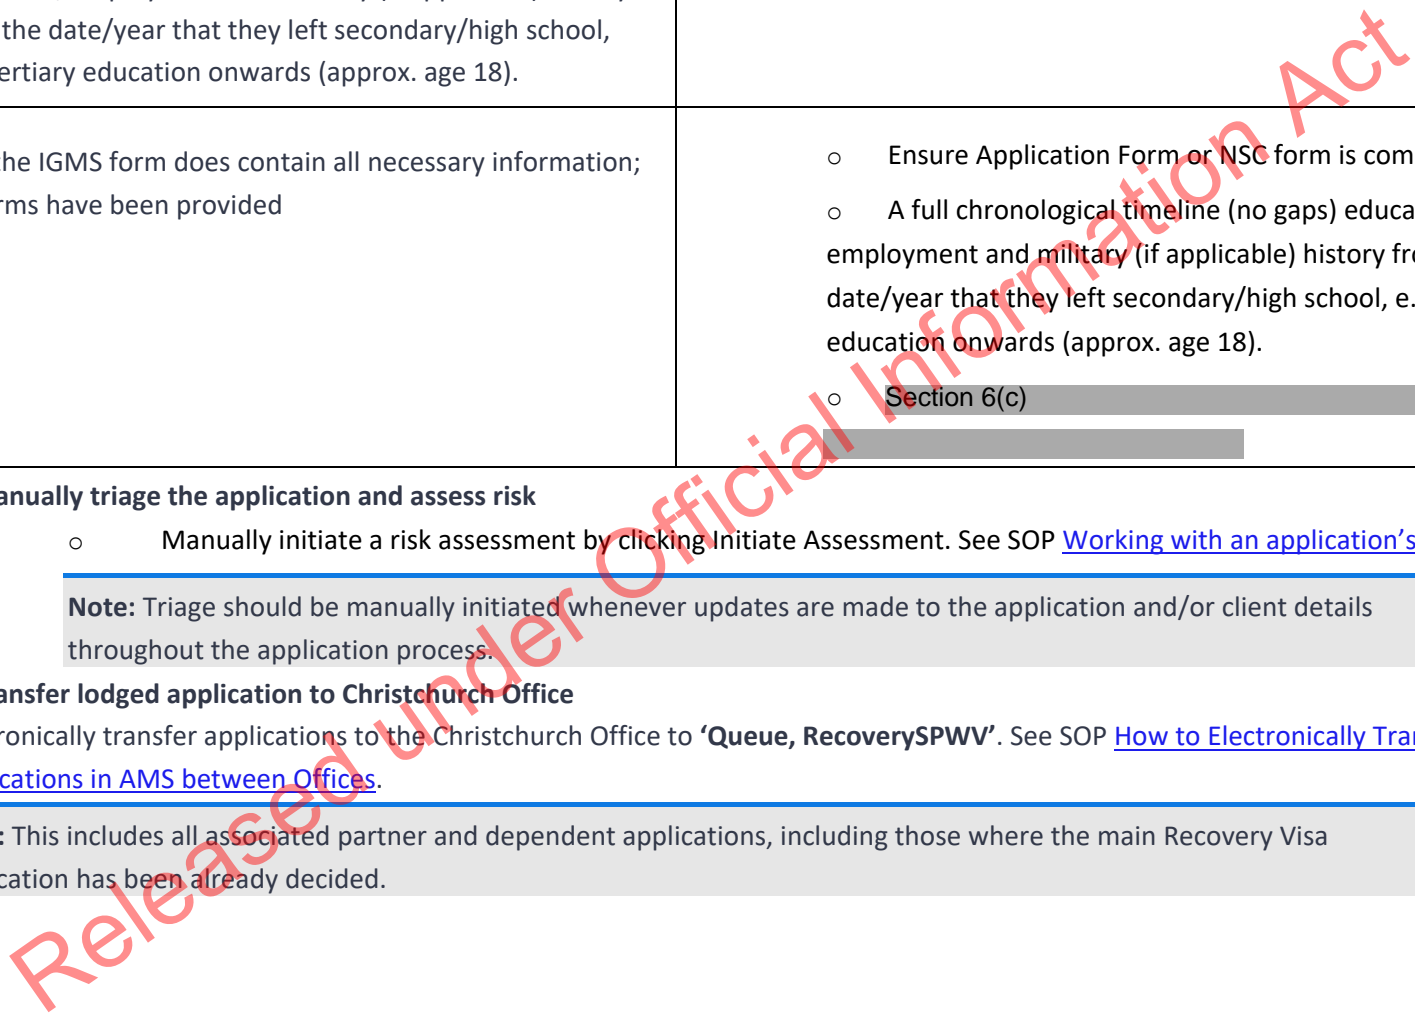 the date/year that they left secondary/high school,
ertiary education onwards (approx. age 18).
he IGMS form does contain all necessary information;
rms have been provided
o Ensure Application Form or NSC form is com
o A full chronological timeline (no gaps) educa
employment and military (if applicable) history fro
date/year that they left secondary/high school, e.
education onwards (approx. age 18).
o Section 6(c)
anually triage the application and assess risk
o Manually initiate a risk assessment by clicking Initiate Assessment. See SOP Working with an application’s
Note: Triage should be manually initiated whenever updates are made to the application and/or client details
throughout the application process.
ansfer lodged application to Christchurch Office
ronically transfer applications to the Christchurch Office to ‘Queue, RecoverySPWV’. See SOP How to Electronically Tra
cations in AMS between Offices.
: This includes all associated partner and dependent applications, including those where the main Recovery Visa
cation has been already decided.
Released under Official Information Act